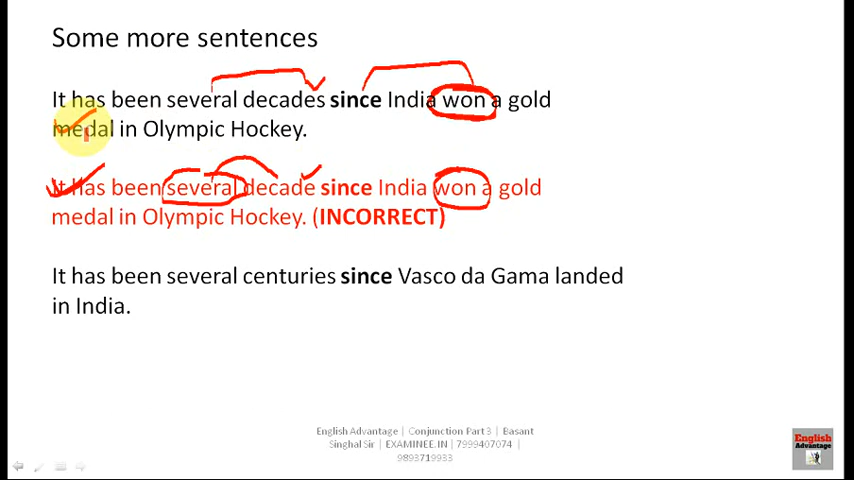 Some more sentences
It has been several decades since India won a gold
medal in Olympic Hockey.
It has been several decade since India won a gold
medal in Olympic Hockey. (INCORRECT)
It has been several centuries since Vasco da Gama landed
in India.
English Advantage | Conjunction Part 3 | Basant
Singhal Sir | EXAMINEE.IN | 7999407074 |
9893719933
English
Advantage